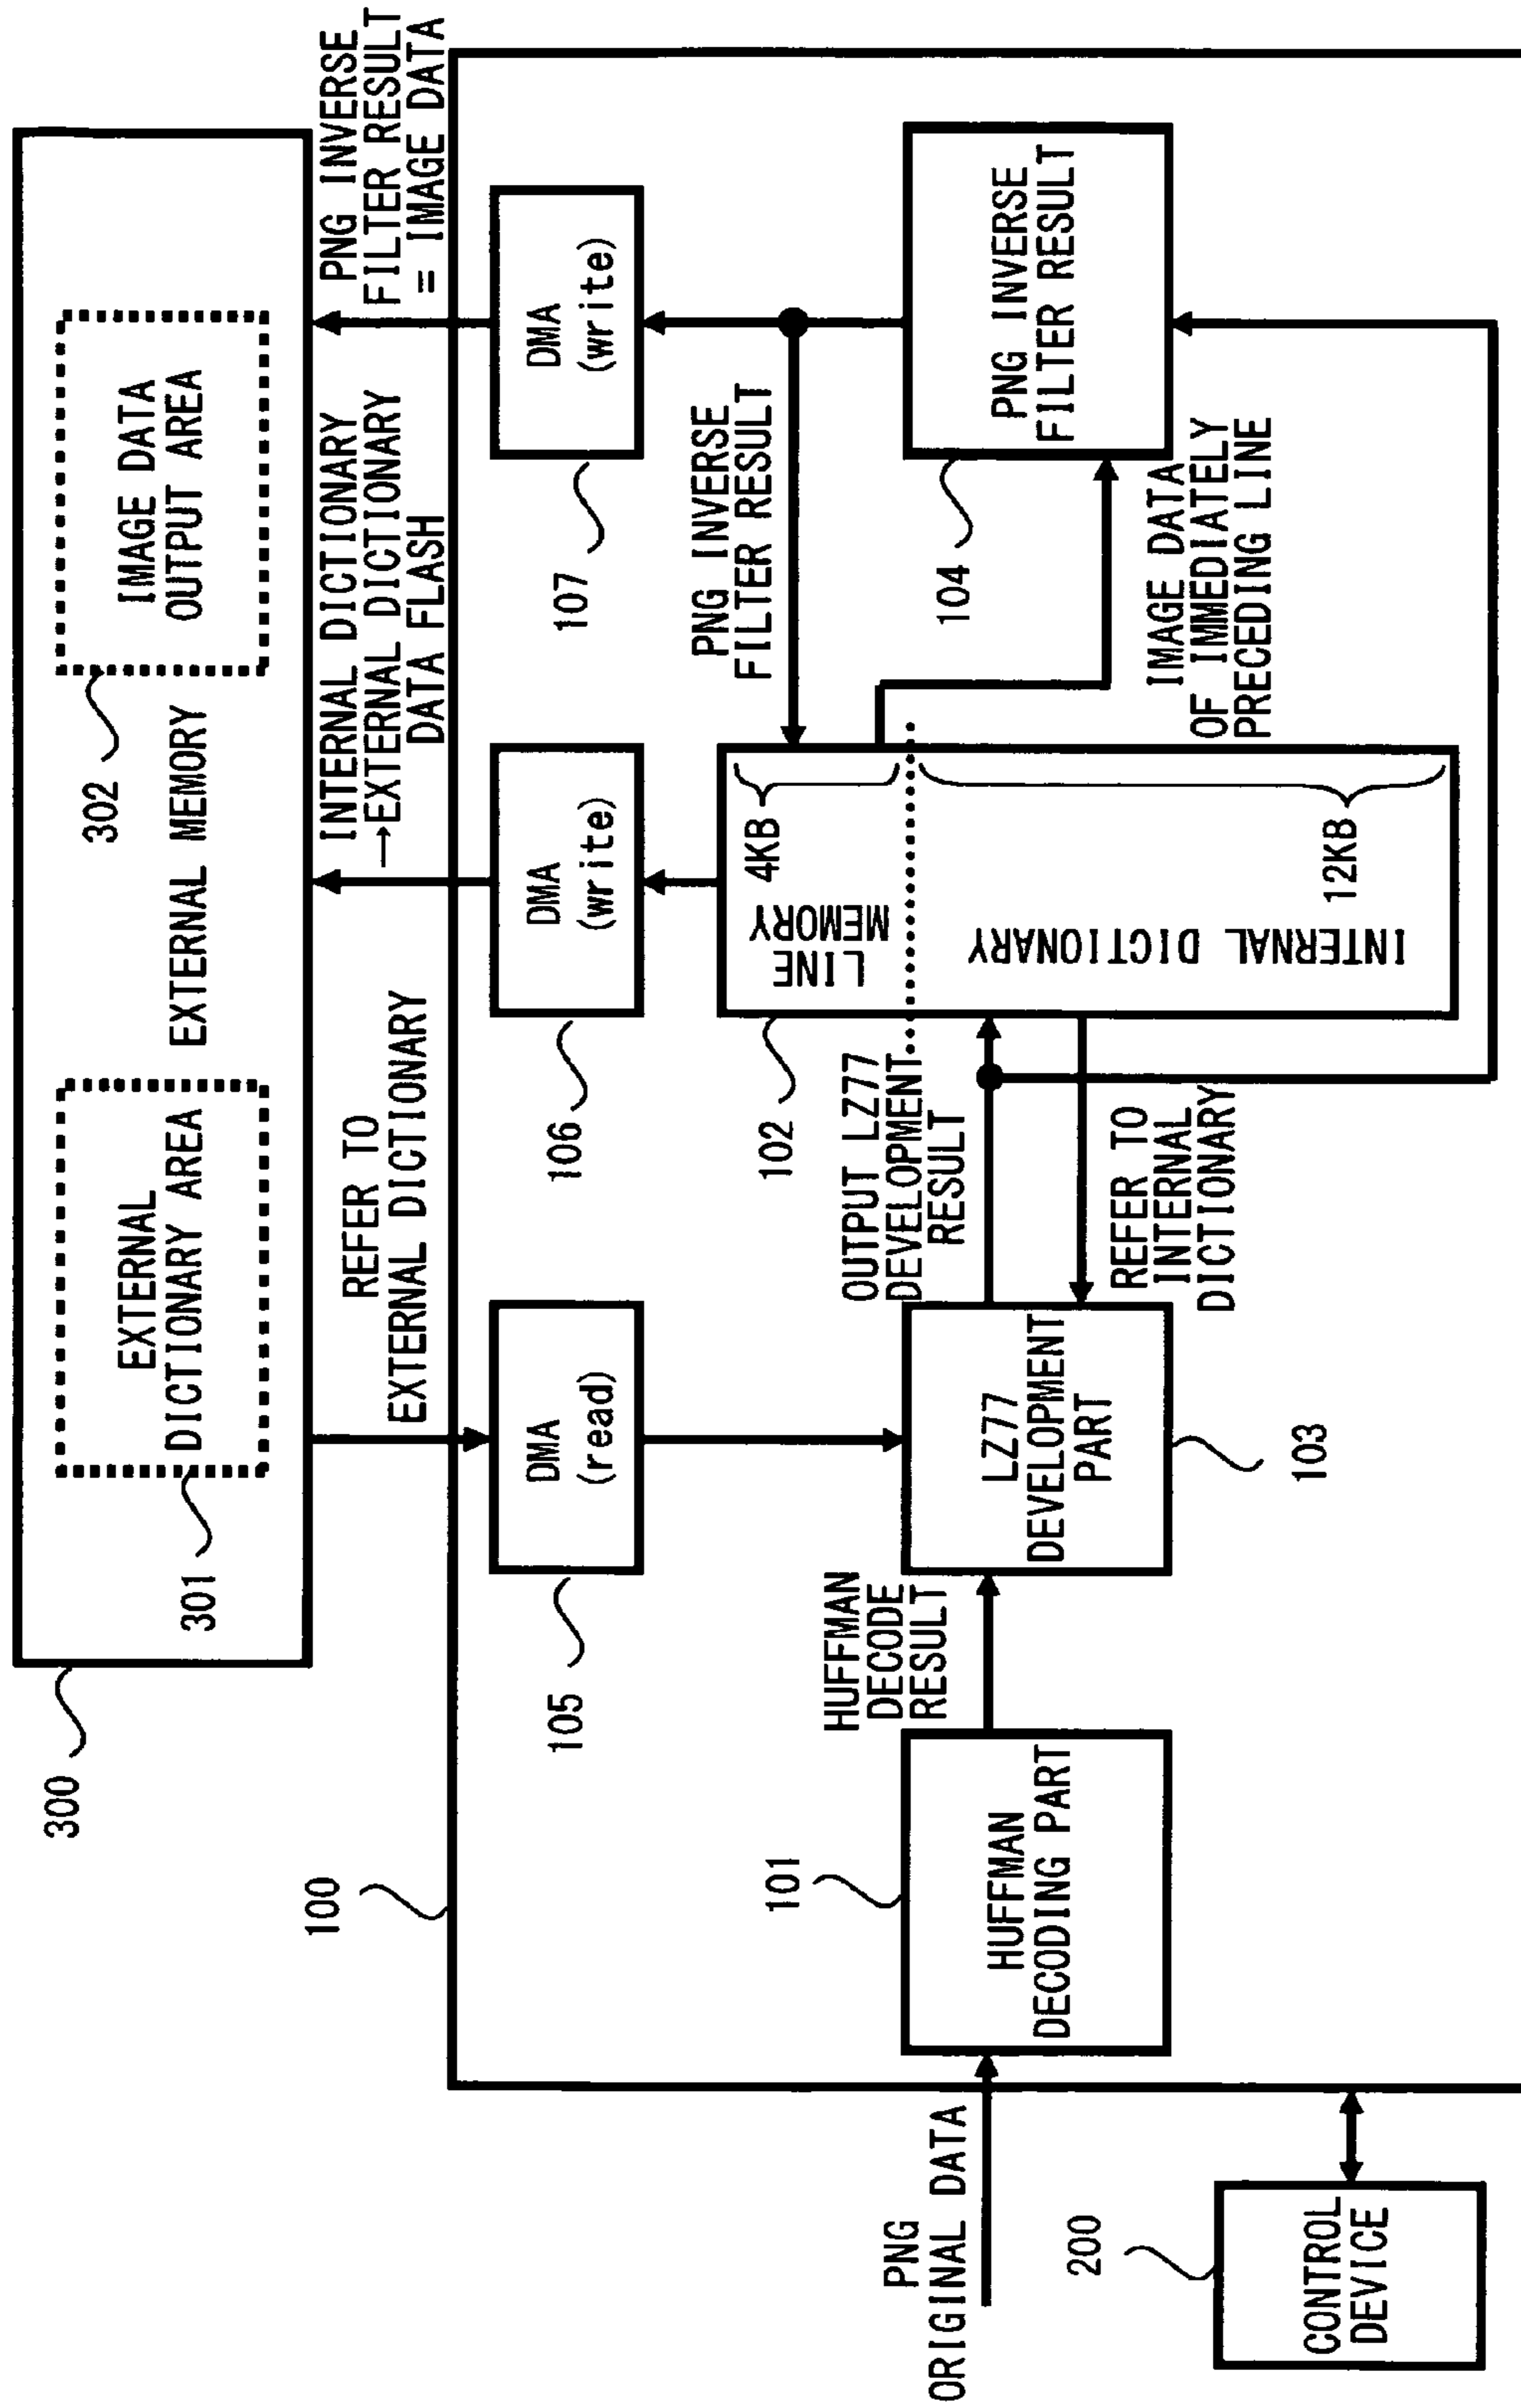 300
301
EXTERNAL
DICTIONARY AREA
EXTERNAL MEMORY
302
IMAGE DATA
OUTPUT AREA
REFER TO
EXTERNAL DICTIONARY
INTERNAL DICTIONARY
→EXTERNAL DICTIONARY
DATA FLASH
PNG INVERSE
FILTER RESULT
= IMAGE DATA
100
105
DMA
(read)
106
DMA
(write)
107
DMA
(write)
PNG INVERSE
FILTER RESULT
102
LINE
MEMORY
4KB
INTERNAL DICTIONARY
12KB
PNG
ORIGINAL DATA
101
HUFFMAN
DECODING PART
HUFFMAN
DECODE
RESULT
LZ77
DEVELOPMENT
PART
103
OUTPUT LZ77
DEVELOPMENT
RESULT
REFER TO
INTERNAL
DICTIONARY
104
PNG INVERSE
FILTER RESULT
IMAGE DATA
OF IMMEDIATELY
PRECEDING LINE
200
CONTROL
DEVICE